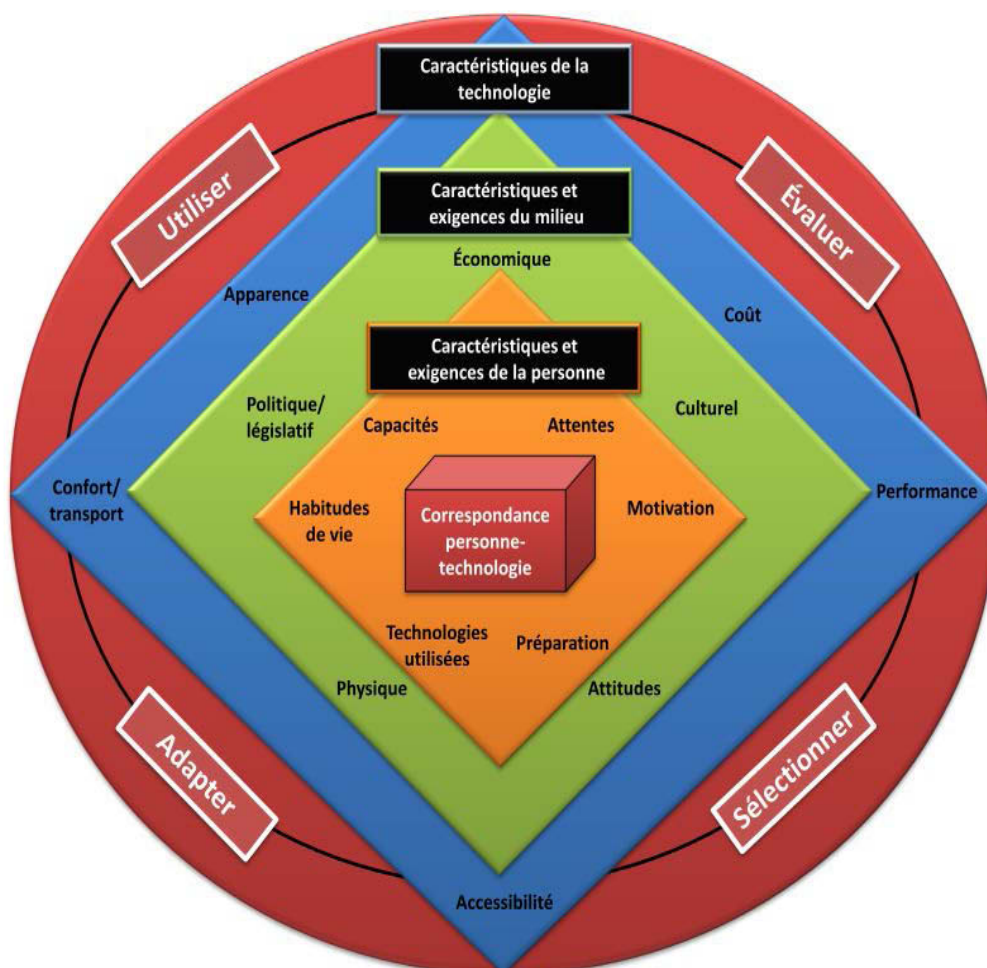 Caractéristiques de la
technologie
Utiliser
Évaluer
Caractéristiques et
exigences du milieu
Économique
Apparence
Coût
Caractéristiques et
exigences de la personne
Politique/
législatif
Culturel
Capacités
Attentes
Confort/
transport
Performance
Habitudes
de vie
Motivation
Correspondance
personne-
technologie
Technologies
utilisées
Préparation
Physique
Attitudes
Adapter
Sélectionner
Accessibilité